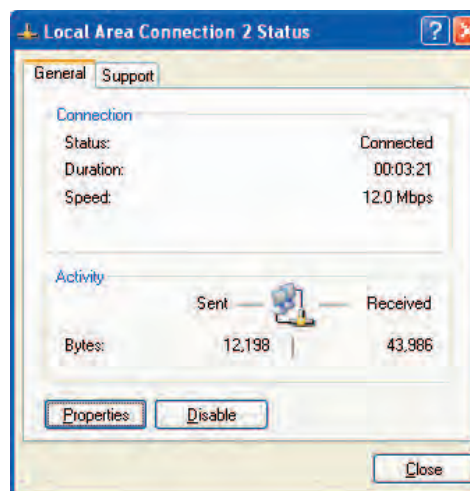 Local Area Connection 2 Status
General Support
Connection
Status: Connected
Duration: 00:03:21
Speed: 12.0 Mbps
Activity
Sent Received
Bytes: 12,198 43,986
Properties Disable
Close